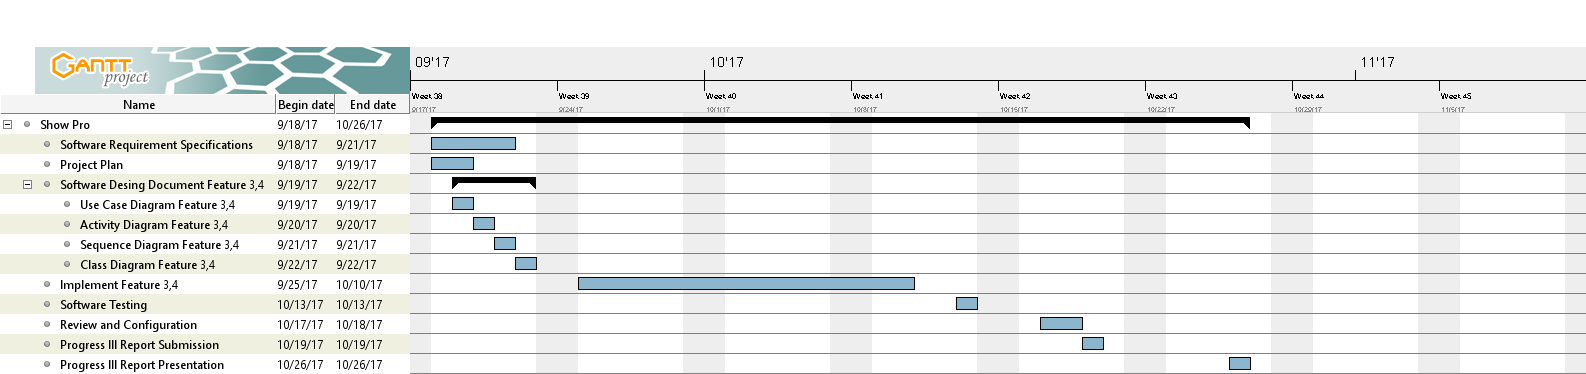 GANTT project
09'17 10'17 11'17
Name Begin date End date
Week 38 Week 39 Week 40 Week 41 Week 42 Week 43 Week 44 Week 45
9/17/17 9/24/17 10/1/17 10/8/17 10/15/17 10/22/17 10/29/17 11/5/17
Show Pro 9/18/17 10/26/17
Software Requirement Specifications 9/18/17 9/21/17
Project Plan 9/18/17 9/19/17
Software Desing Document Feature 3,4 9/19/17 9/22/17
Use Case Diagram Feature 3,4 9/19/17 9/19/17
Activity Diagram Feature 3,4 9/20/17 9/20/17
Sequence Diagram Feature 3,4 9/21/17 9/21/17
Class Diagram Feature 3,4 9/22/17 9/22/17
Implement Feature 3,4 9/25/17 10/10/17
Software Testing 10/13/17 10/13/17
Review and Configuration 10/17/17 10/18/17
Progress III Report Submission 10/19/17 10/19/17
Progress III Report Presentation 10/26/17 10/26/17